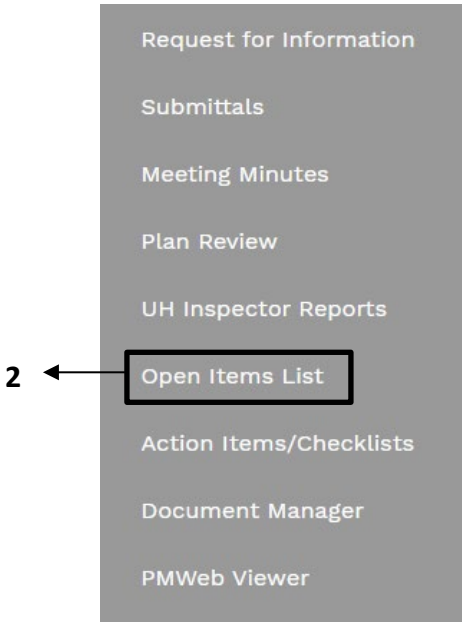 Request for Information
Submittals
Meeting Minutes
Plan Review
UH Inspector Reports
2
Open Items List
Action Items/Checklists
Document Manager
PMWeb Viewer